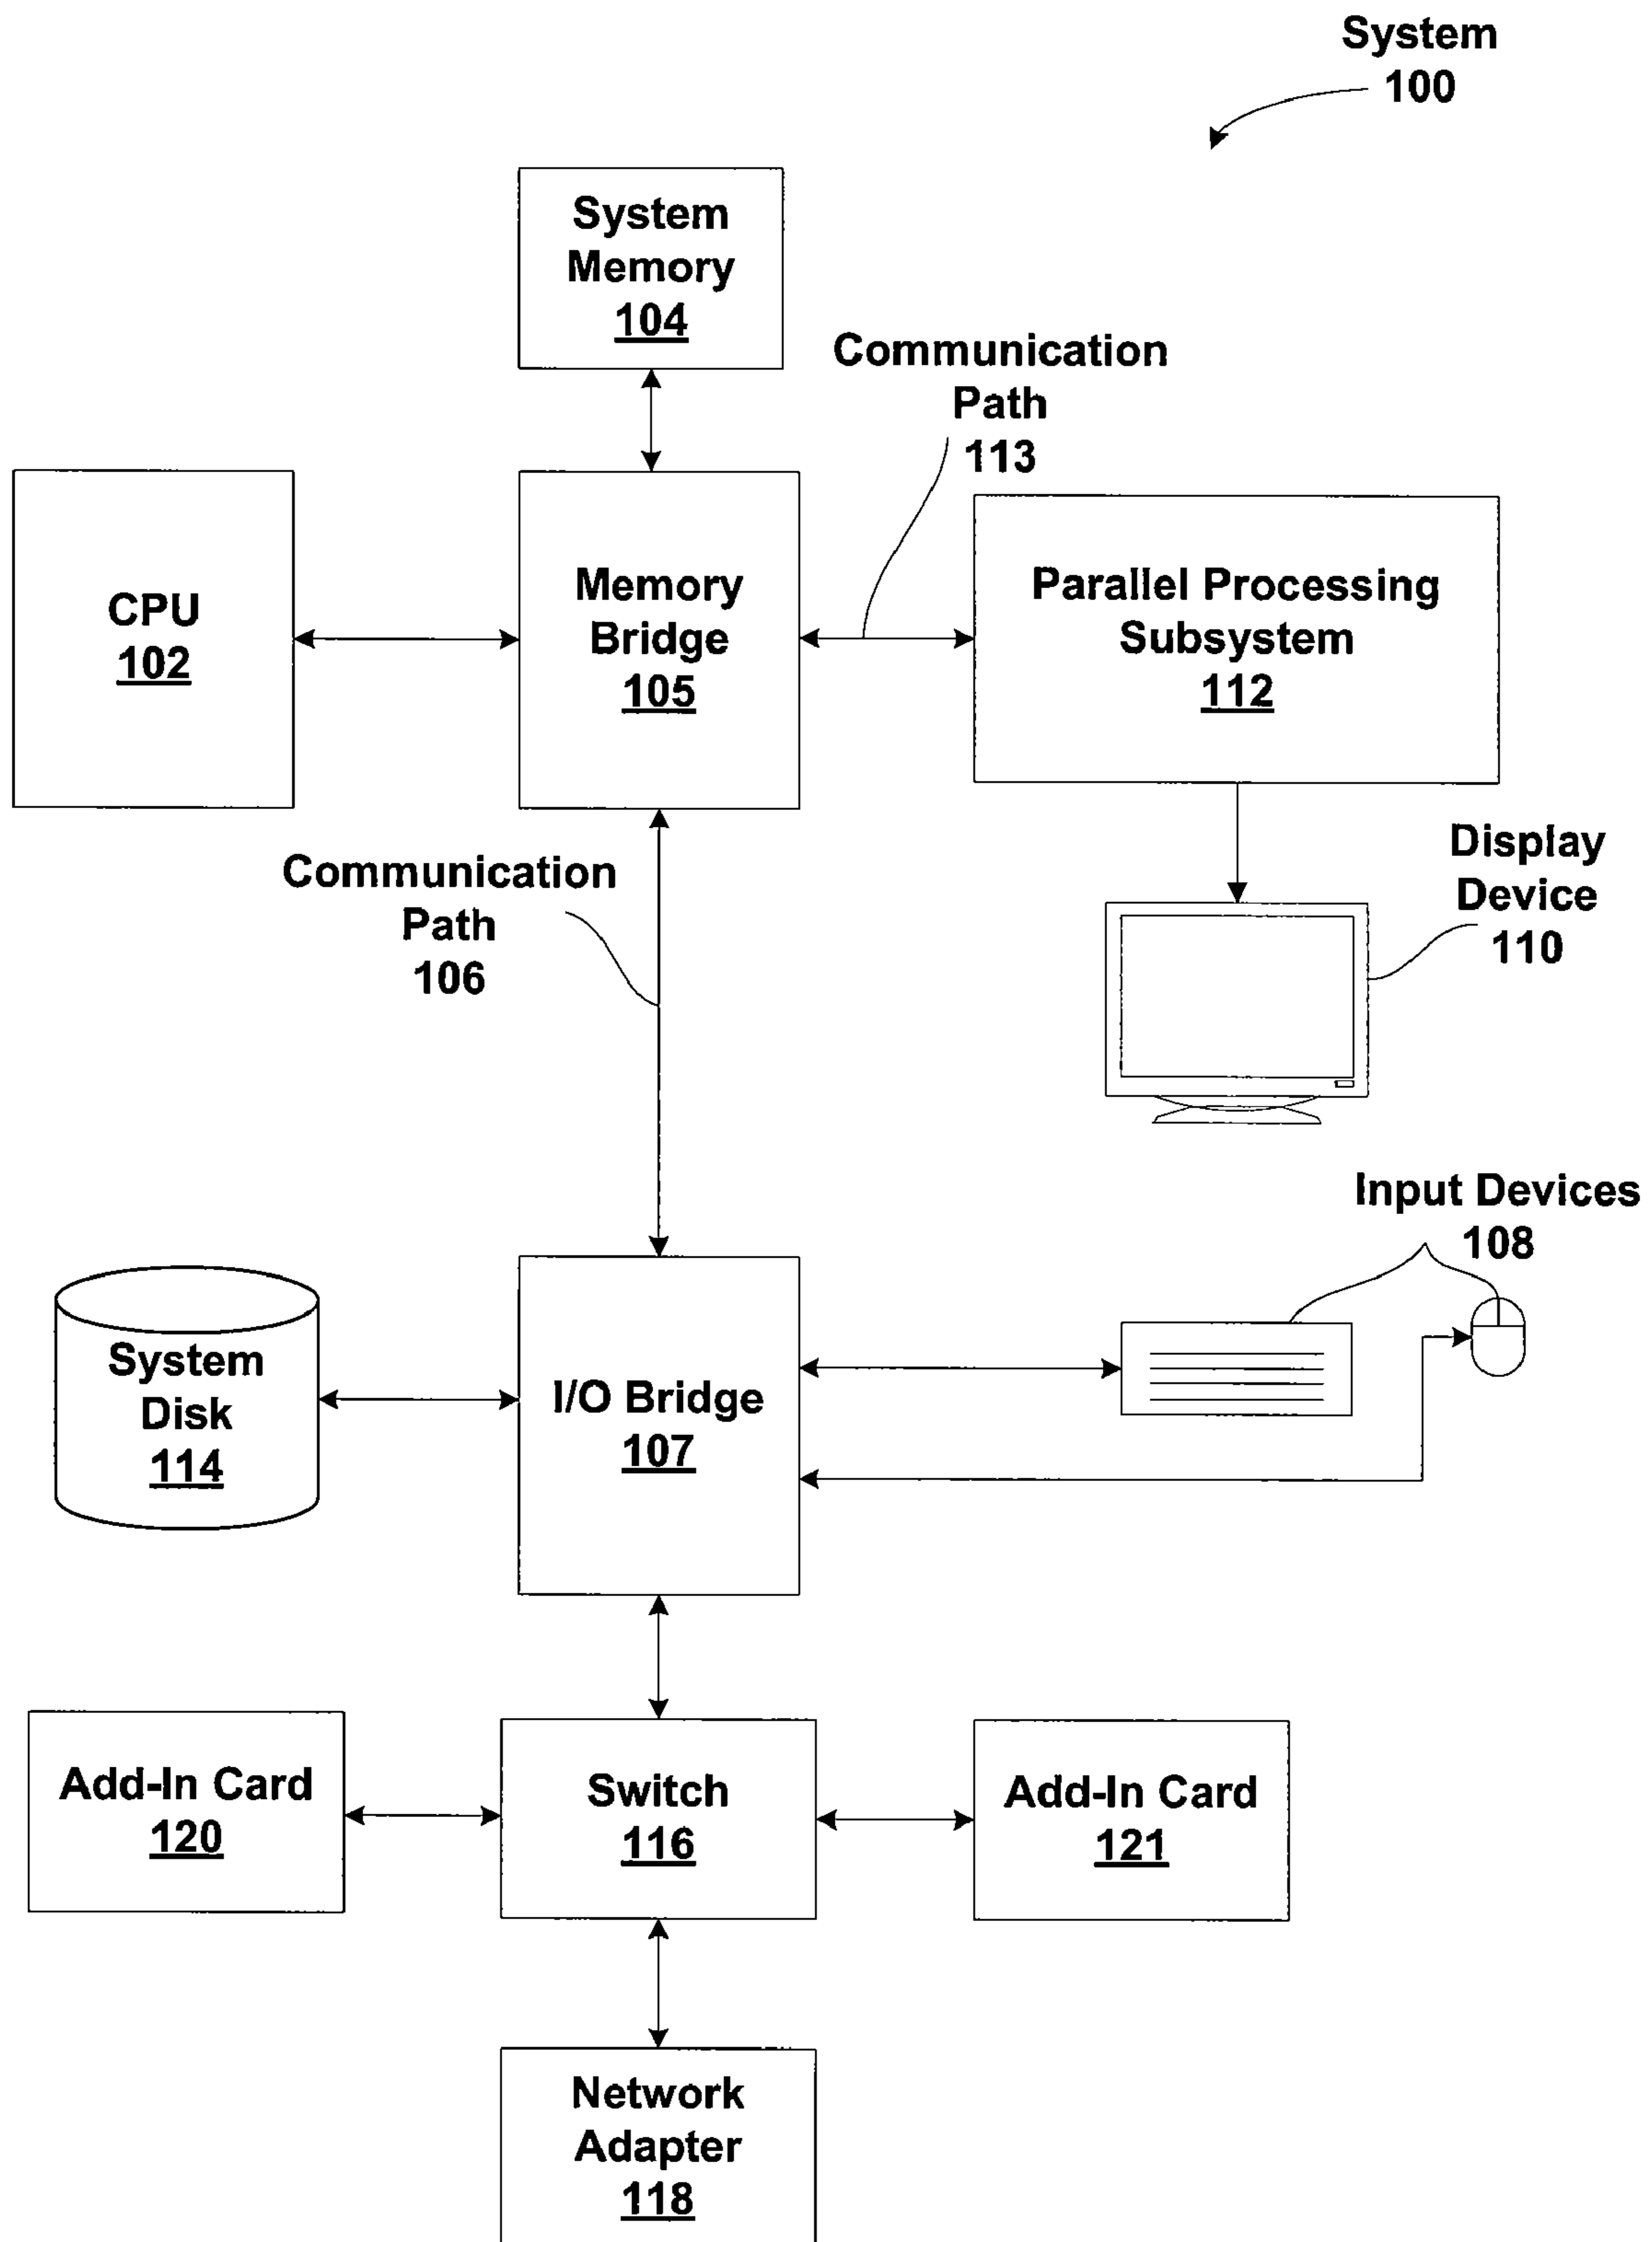 System
100
System
Memory
104
Communication
Path
113
CPU
102
Memory
Bridge
105
Parallel Processing
Subsystem
112
Communication
Path
106
Display
Device
110
Input Devices
108
System
Disk
114
I/O Bridge
107
Add-In Card
120
Switch
116
Add-In Card
121
Network
Adapter
118